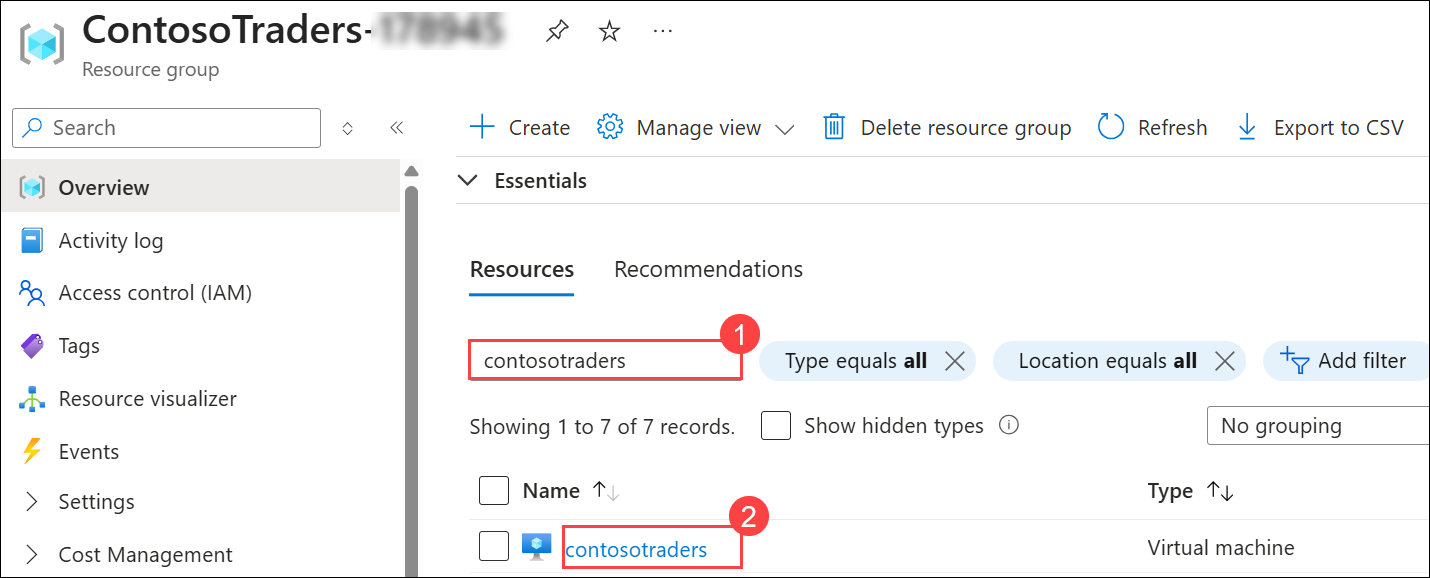 ContosoTraders-
Resource group
Search
Create
Manage view
Delete resource group
Refresh
Export to CSV
Overview
Activity log
Access control (IAM)
Tags
Resource visualizer
Events
Settings
Cost Management
Essentials
Resources Recommendations
1
contosotraders
Type equals all
Location equals all
Add filter
Showing 1 to 7 of 7 records.
Show hidden types
No grouping
Name
Type
2
contosotraders
Virtual machine